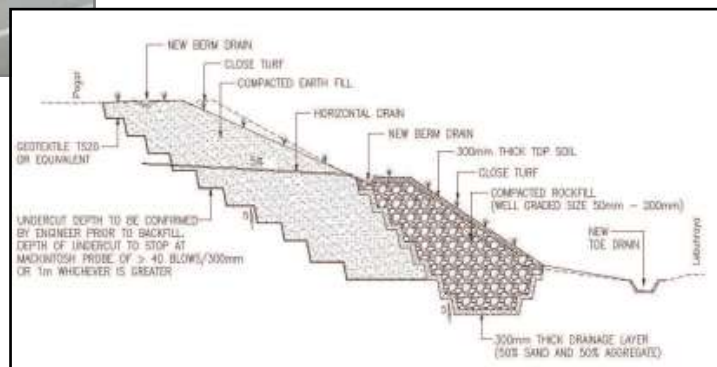 NEW BERM DRAIN
CLOSE TURF
COMPACTED EARTH FILL
Pagar
HORIZONTAL DRAIN
NEW BERM DRAIN
300mm THICK TOP SOIL
CLOSE TURF
COMPACTED ROCKFILL
(WELL GRADED SIZE 50mm - 200mm)
GEOTEXTILE TS20
OR EQUIVALENT
NEW
TOE DRAIN
Lebuhraya
UNDERCUT DEPTH TO BE CONFIRMED
BY ENGINEER PRIOR TO BACKFILL.
DEPTH OF UNDERCUT TO STOP AT
MACKINTOSH PROBE OF > 40 BLOWS/300mm
OR 1m WHICHEVER IS GREATER
300mm THICK DRAINAGE LAYER
(50% SAND AND 50% AGGREGATE)